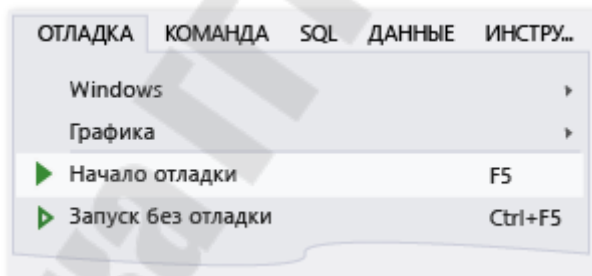 ОТЛАДКА КОМАНДА SQL ДАННЫЕ ИНСТРУ...
Windows
Графика
Начало отладки F5
Запуск без отладки Ctrl+F5